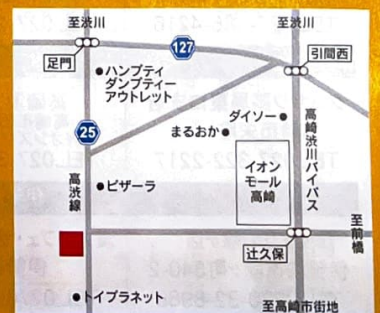 至渋川
至渋川
127
足門
引間西
ハンプティ
ダンプティー
アウトレット
ダイソー
まるおか
25
高崎渋川バイパス
イオン
モール
高崎
高渋線
ピザーラ
至前橋
辻久保
トイプラネット
至高崎市街地